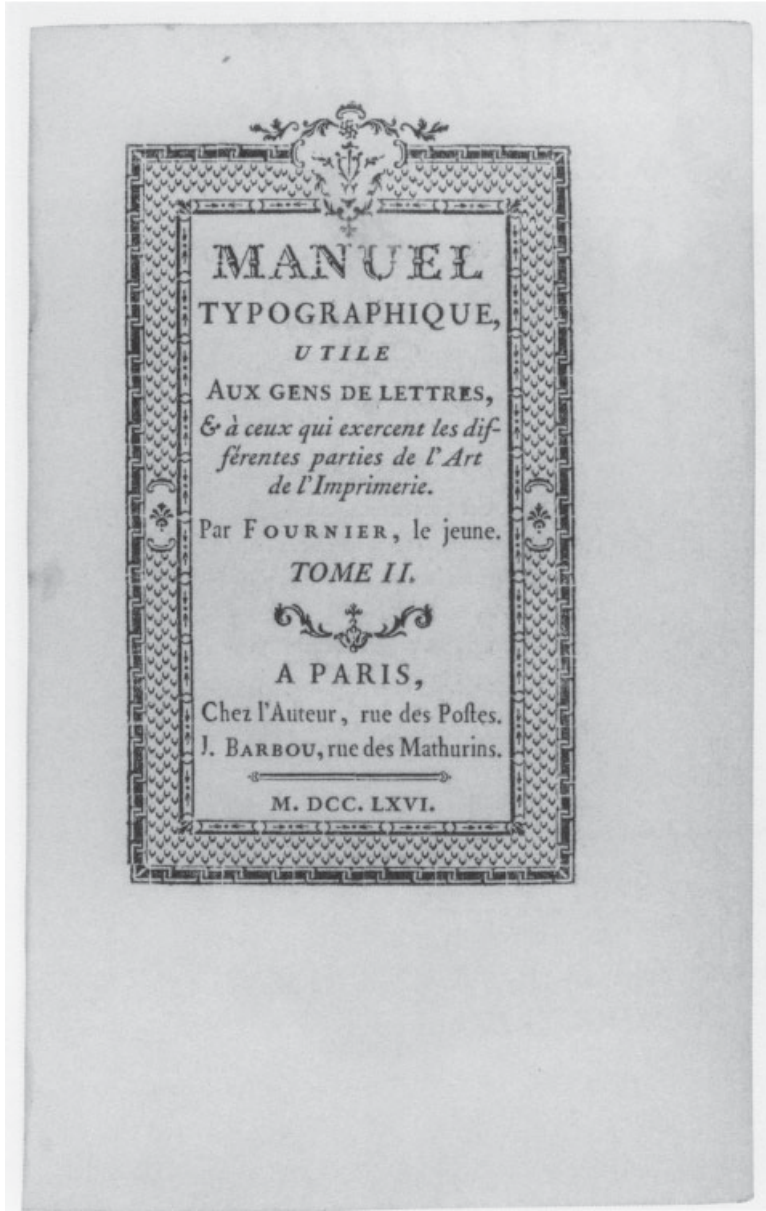 MANUEL
TYPOGRAPHIQUE,
UTILE
AUX GENS DE LETTRES,
& à ceux qui exercent les dif-
férentes parties de l'Art
de l'Imprimerie.
Par FOURNIER, le jeune.
TOME II.
A PARIS,
Chez l'Auteur, rue des Poſtes.
J. BARBOU, rue des Mathurins.
M. DCC. LXVI.